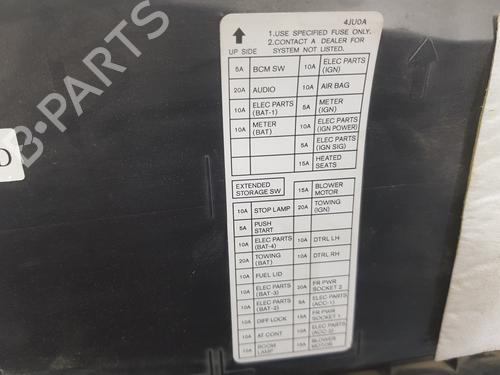 4JU0A
1.USE SPECIFIED FUSE ONLY.
2.CONTACT A DEALER FOR
SYSTEM NOT LISTED.
UP SIDE
5A BCM SW 10A ELEC PARTS (IGN)
20A AUDIO 10A AIR BAG
10A ELEC PARTS (BAT-1) 5A METER (IGN)
10A METER (BAT) 10A ELEC PARTS (IGN POWER)
5A ELEC PARTS (IGN SIG)
15A HEATED SEATS
EXTENDED STORAGE SW 15A BLOWER MOTOR
10A STOP LAMP 20A TOWING (IGN)
5A PUSH START
10A ELEC PARTS (BAT-4) 10A DTRL LH
20A TOWING (BAT) 10A DTRL RH
10A FUEL LID
10A ELEC PARTS (BAT-3) 20A FR PWR SOCKET 2
10A ELEC PARTS (BAT-2) 5A ELEC PARTS (ACC-1)
10A DIFF LOCK 15A FR PWR SOCKET 1
10A AT CONT 10A ELEC PARTS (ACC-2)
15A ROOM LAMP 15A BLOWER MOTOR
B-PARTS